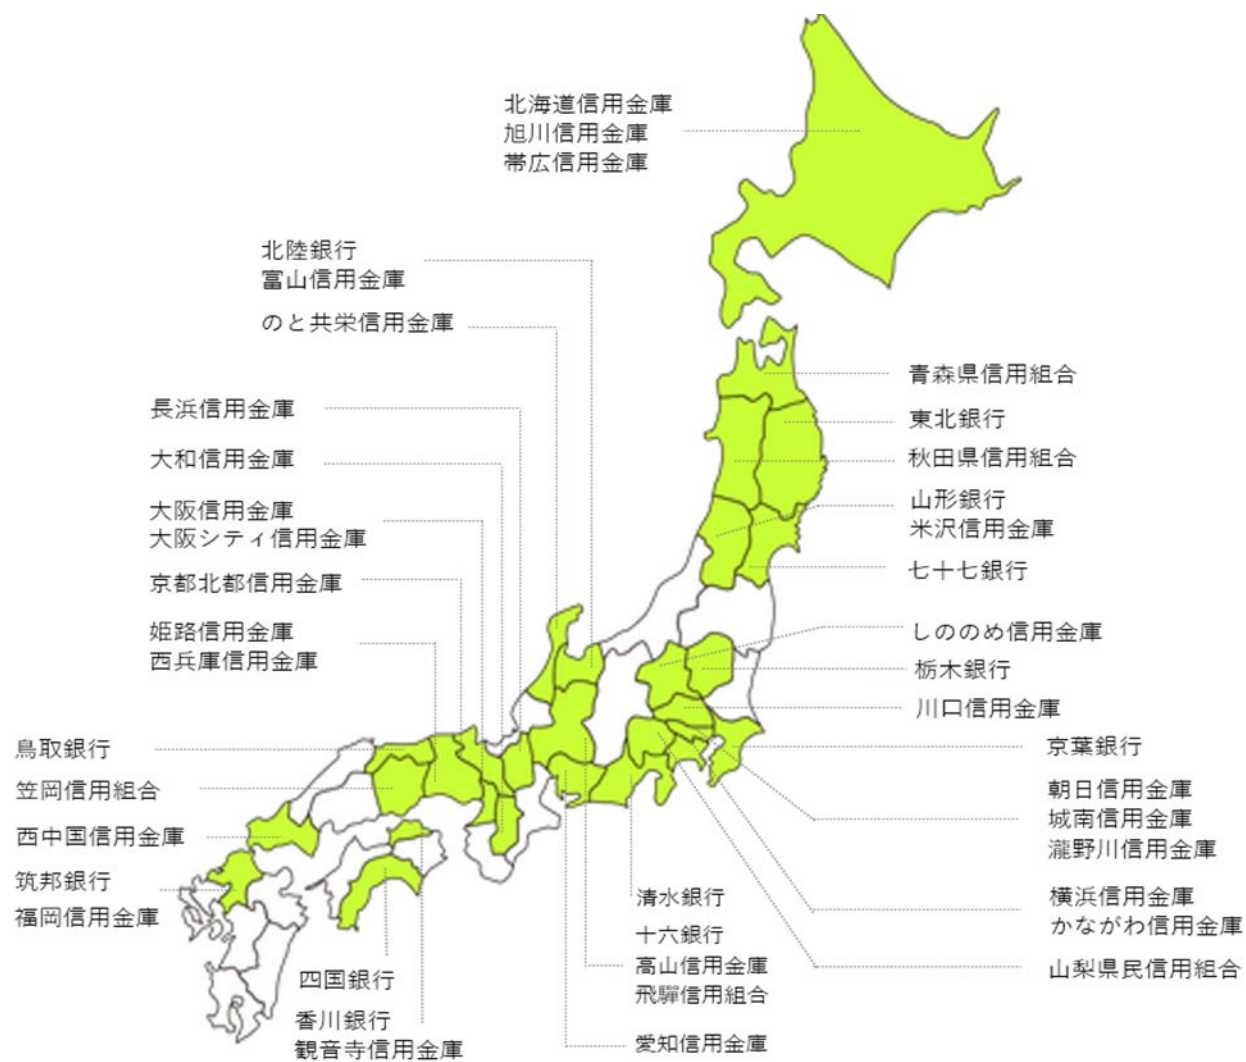 北海道信用金庫
旭川信用金庫
帯広信用金庫
北陸銀行
富山信用金庫
のと共栄信用金庫
長浜信用金庫
大和信用金庫
大阪信用金庫
大阪シティ信用金庫
京都北都信用金庫
姫路信用金庫
西兵庫信用金庫
鳥取銀行
笠岡信用組合
西中国信用金庫
筑邦銀行
福岡信用金庫
四国銀行
香川銀行
観音寺信用金庫
青森県信用組合
東北銀行
秋田県信用組合
山形銀行
米沢信用金庫
七十七銀行
しののめ信用金庫
栃木銀行
川口信用金庫
京葉銀行
朝日信用金庫
城南信用金庫
瀧野川信用金庫
横浜信用金庫
かながわ信用金庫
山梨県民信用組合
清水銀行
十六銀行
高山信用金庫
飛騨信用組合
愛知信用金庫